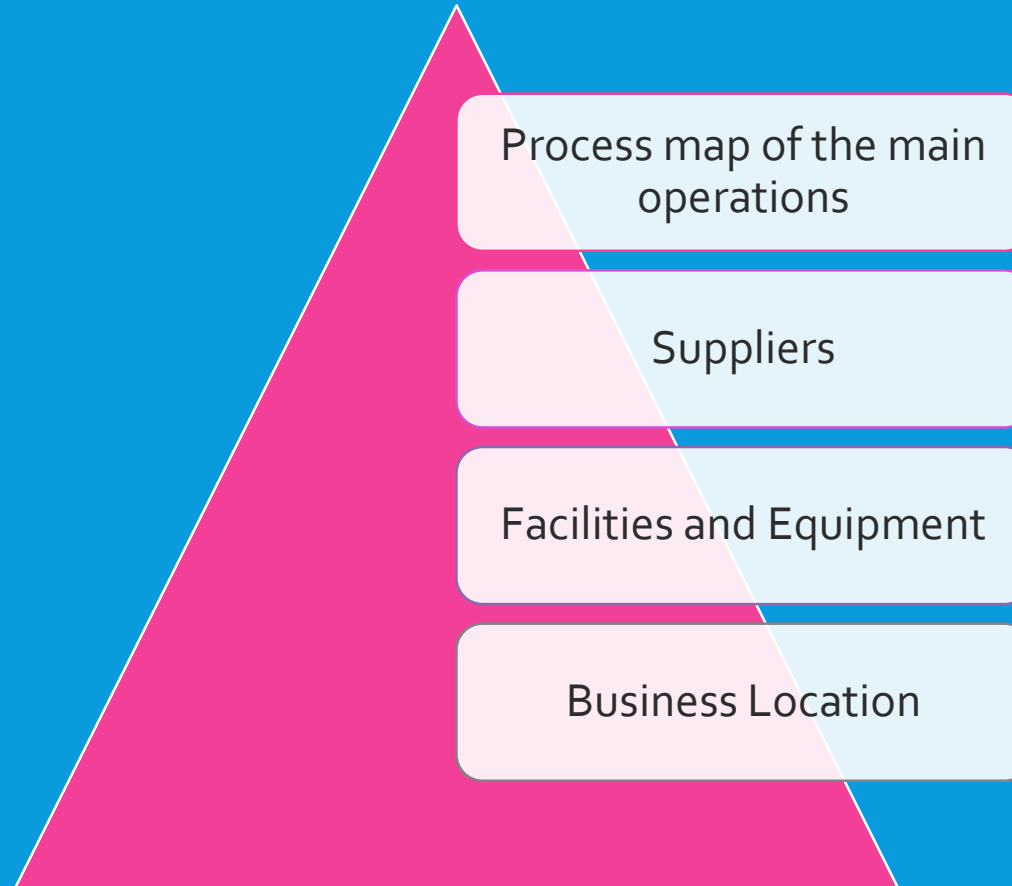 Process map of the main
operations
Suppliers
Facilities and Equipment
Business Location